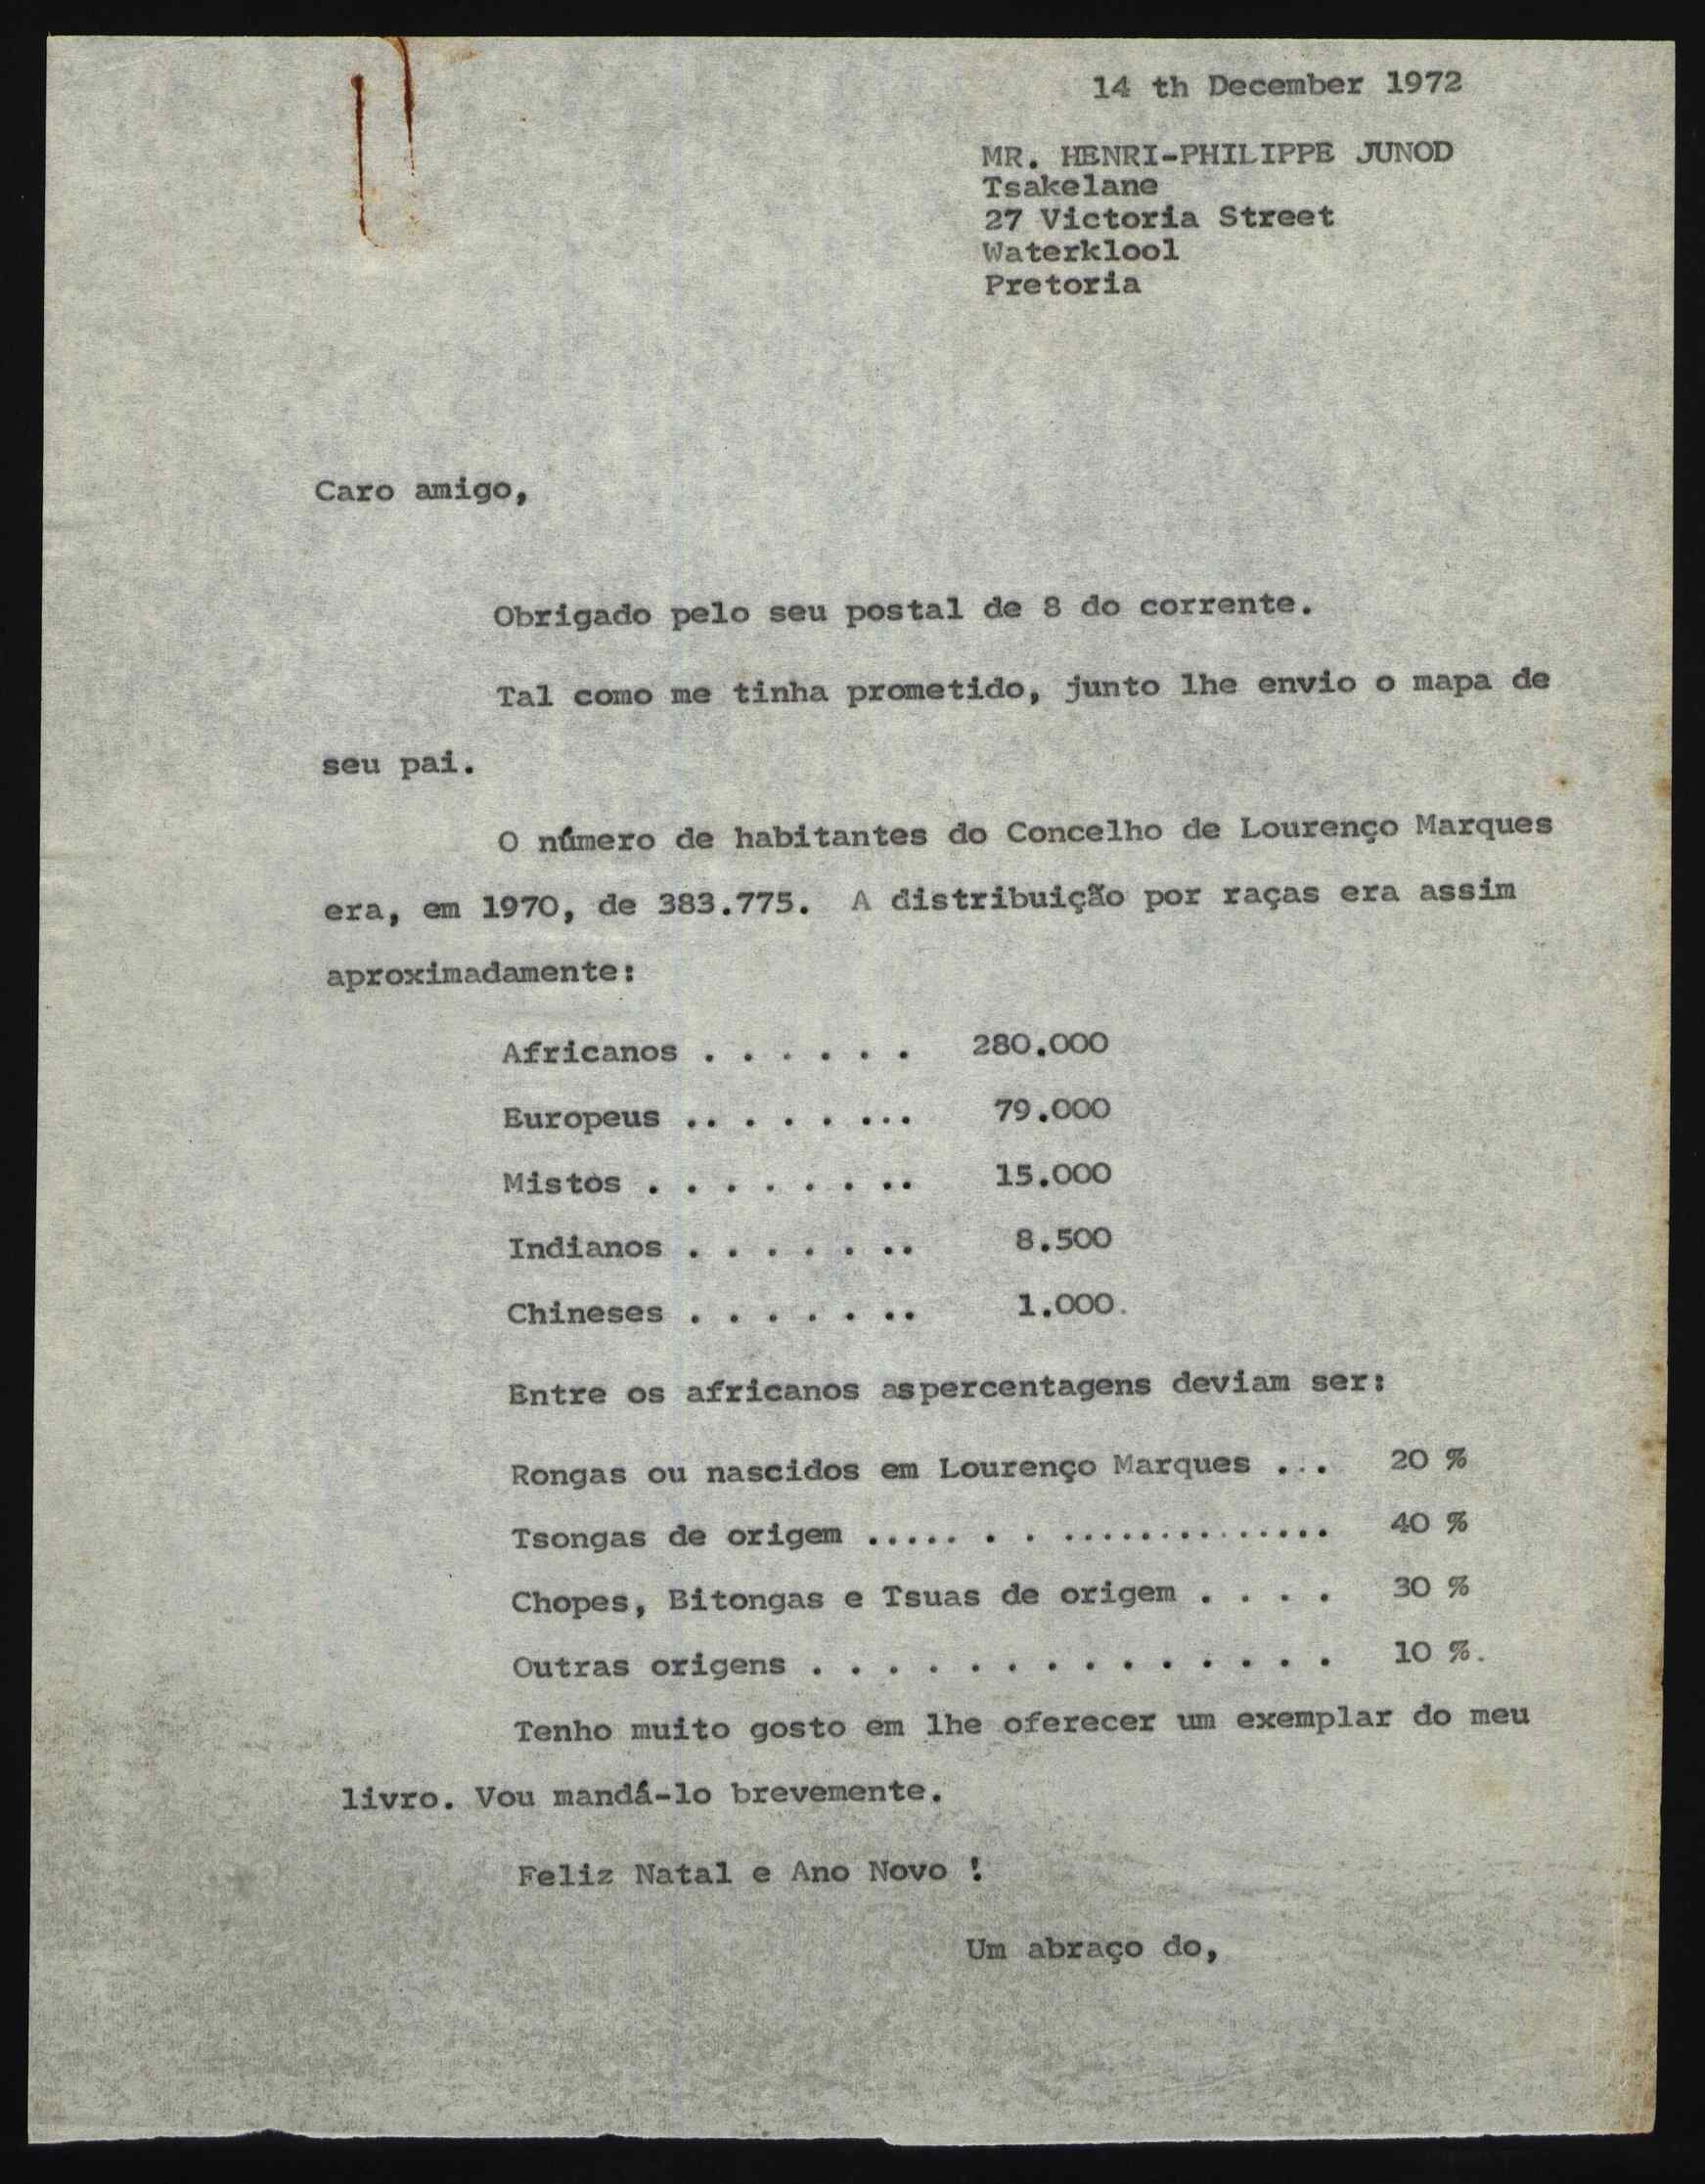 14 th December 1972
MR. HENRI-PHILIPPE JUNOD
Tsakelane
27 Victoria Street
Waterklool
Pretoria
Caro amigo,
Obrigado pelo seu postal de 8 do corrente.
Tal como me tinha prometido, junto lhe envio o mapa de
seu pai.
O número de habitantes do Concelho de Lourenço Marques
era, em 1970, de 383.775. A distribuição por raças era assim
aproximadamente:
Africanos . . . . . . 280.000
Europeus .. . . . ... 79.000
Mistos . . . . . . .. 15.000
Indianos . . . . . .. 8.500
Chineses . . . . . .. 1.000.
Entre os africanos aspercentagens deviam ser:
Rongas ou nascidos em Lourenço Marques ... 20 %
Tsongas de origem ..... . . .............. 40 %
Chopes, Bitongas e Tsuas de origem . . . . 30 %
Outras origens . . . . . . . . . . . . . . 10 %.
Tenho muito gosto em lhe oferecer um exemplar do meu
livro. Vou mandá-lo brevemente.
Feliz Natal e Ano Novo !
Um abraço do,